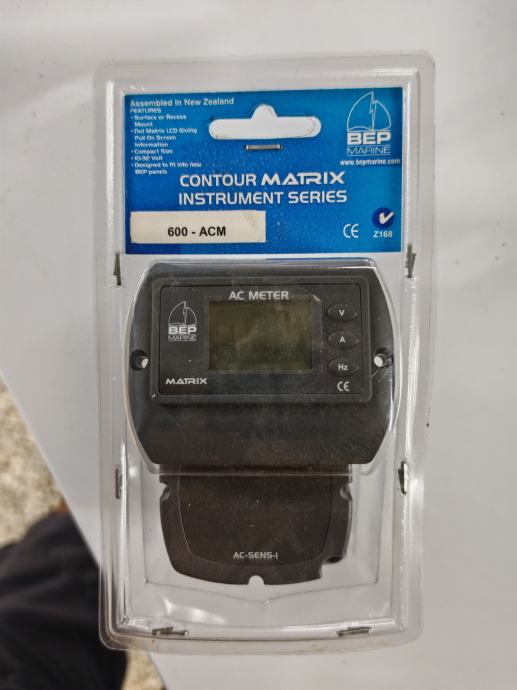 Assembled in New Zealand
FEATURES
• Surface or Recess
Mount
• Dot Matrix LCD Giving
Full On Screen
Information
• Compact Size
• 10-32 Volt
• Designed to fit into new
BEP panels
BEP
MARINE
www.bepmarine.com
CONTOUR MATRIX
INSTRUMENT SERIES
600 - ACM
CE
Z168
AC METER
BEP
MARINE
V
A
Hz
MATRIX
CE
AC-SENS-1